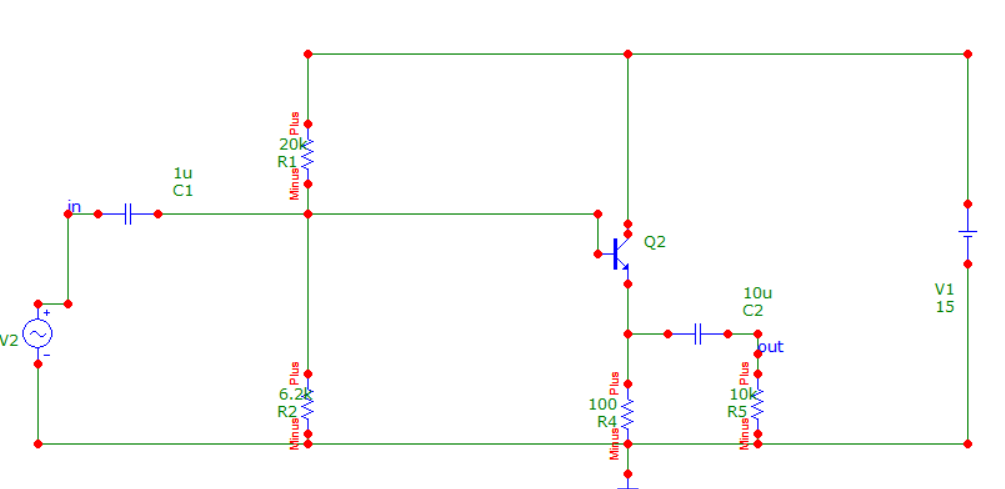 Plus
20k
R1
Minus
1u
C1
in
Q2
V1
15
10u
C2
out
+
V2
-
Plus
6.2k
R2
Minus
Plus
100
R4
Minus
Plus
10k
R5
Minus